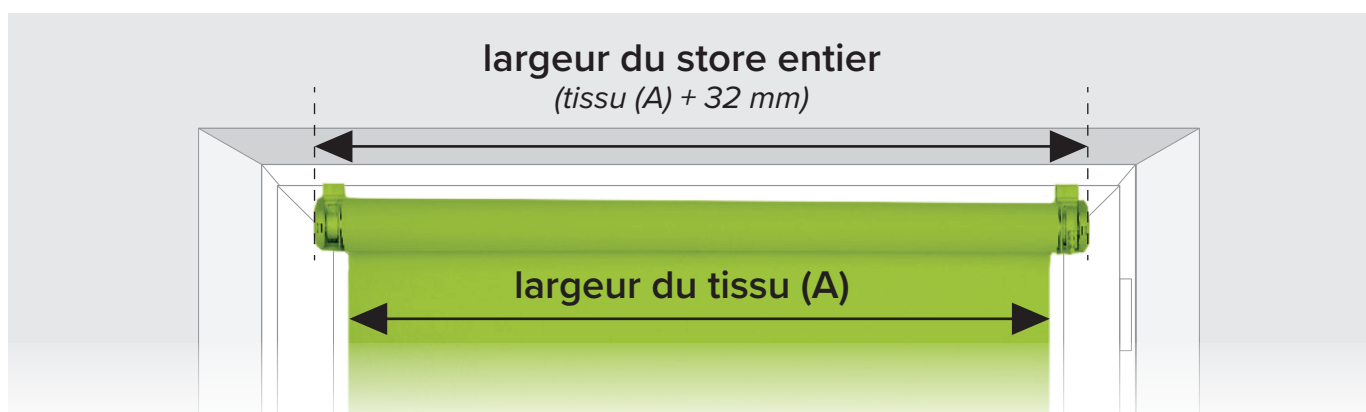 largeur du store entier
(tissu (A) + 32 mm)
largeur du tissu (A)